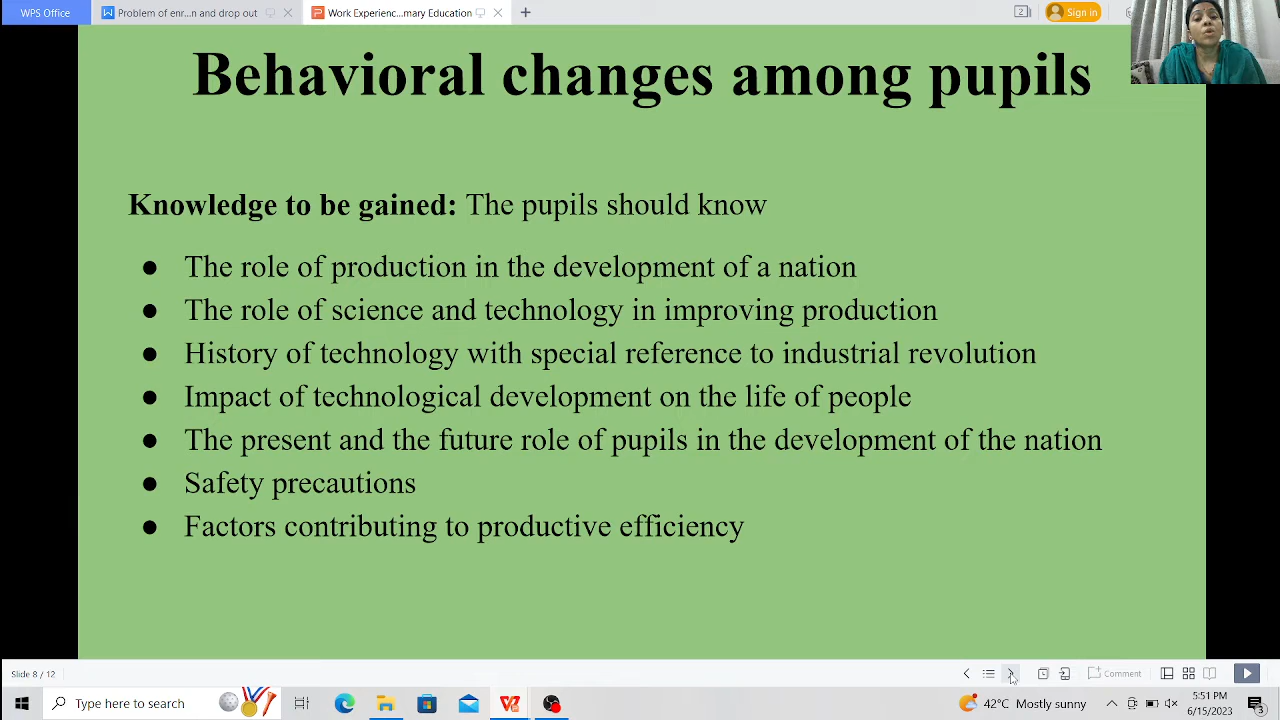 WPS Office
Problem of enr...n and drop out
Work Experienc...mary Education
2
Sign in
Behavioral changes among pupils
Knowledge to be gained: The pupils should know
● The role of production in the development of a nation
● The role of science and technology in improving production
● History of technology with special reference to industrial revolution
● Impact of technological development on the life of people
● The present and the future role of pupils in the development of the nation
● Safety precautions
● Factors contributing to productive efficiency
Slide 8 / 12
Comment
Type here to search
42°C Mostly sunny
5:51 PM
6/15/2023
3